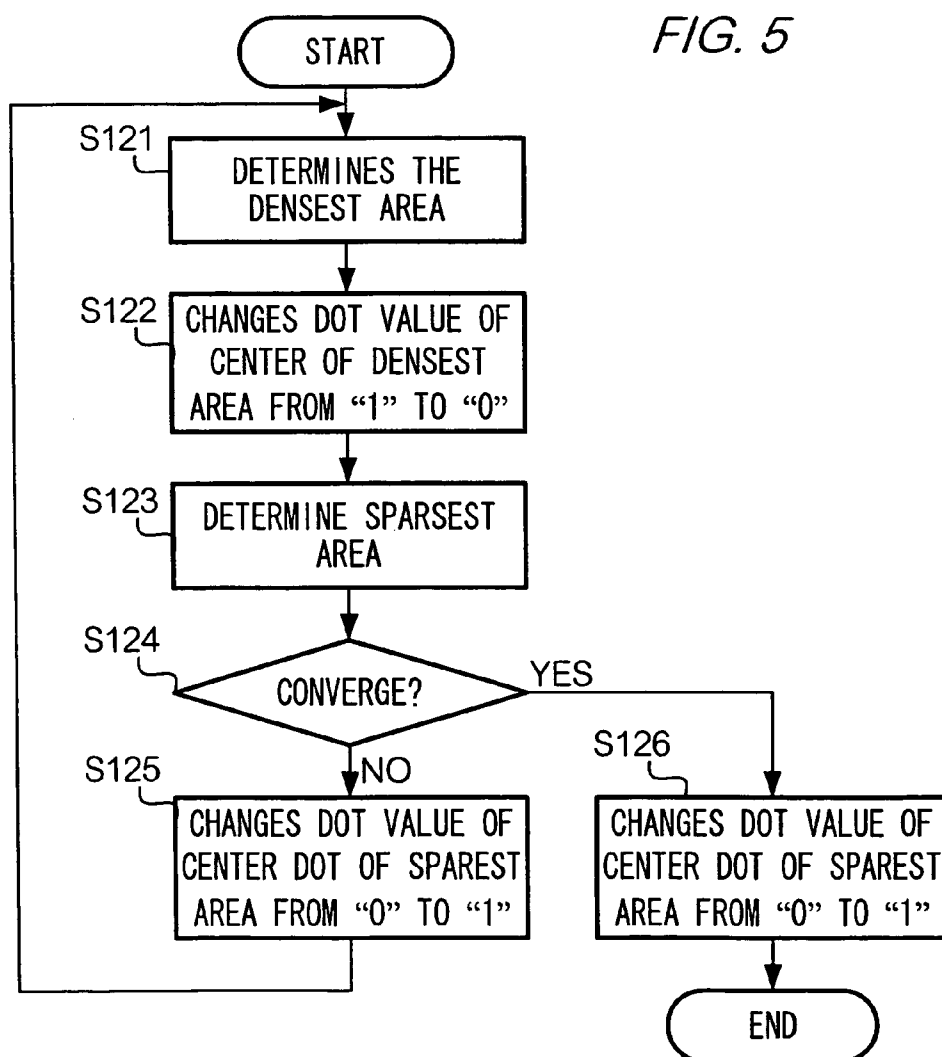 FIG. 5
START
S121
DETERMINES THE
DENSEST AREA
S122
CHANGES DOT VALUE OF
CENTER OF DENSEST
AREA FROM “1” TO “0”
S123
DETERMINE SPARSEST
AREA
S124
CONVERGE?
YES
NO
S125
CHANGES DOT VALUE OF
CENTER DOT OF SPAREST
AREA FROM “0” TO “1”
S126
CHANGES DOT VALUE OF
CENTER DOT OF SPAREST
AREA FROM “0” TO “1”
END